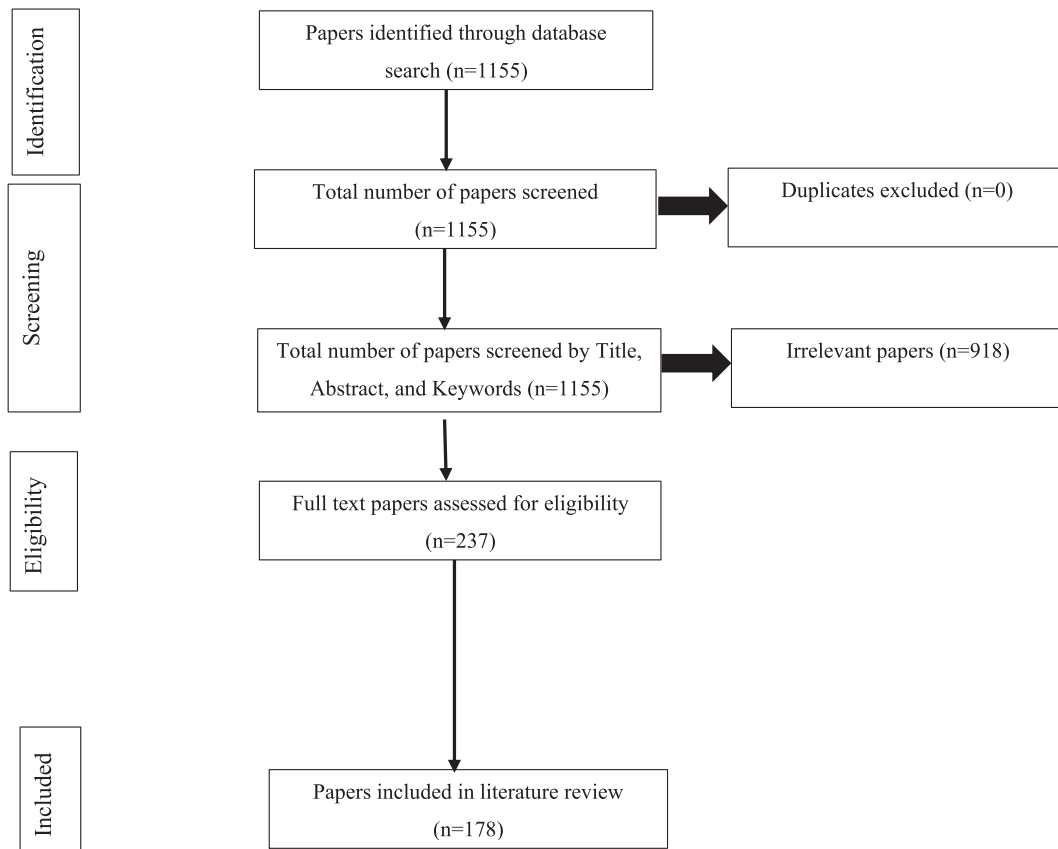 Identification
Papers identified through database
search (n=1155)
Screening
Total number of papers screened
(n=1155)
Duplicates excluded (n=0)
Total number of papers screened by Title,
Abstract, and Keywords (n=1155)
Irrelevant papers (n=918)
Eligibility
Full text papers assessed for eligibility
(n=237)
Included
Papers included in literature review
(n=178)